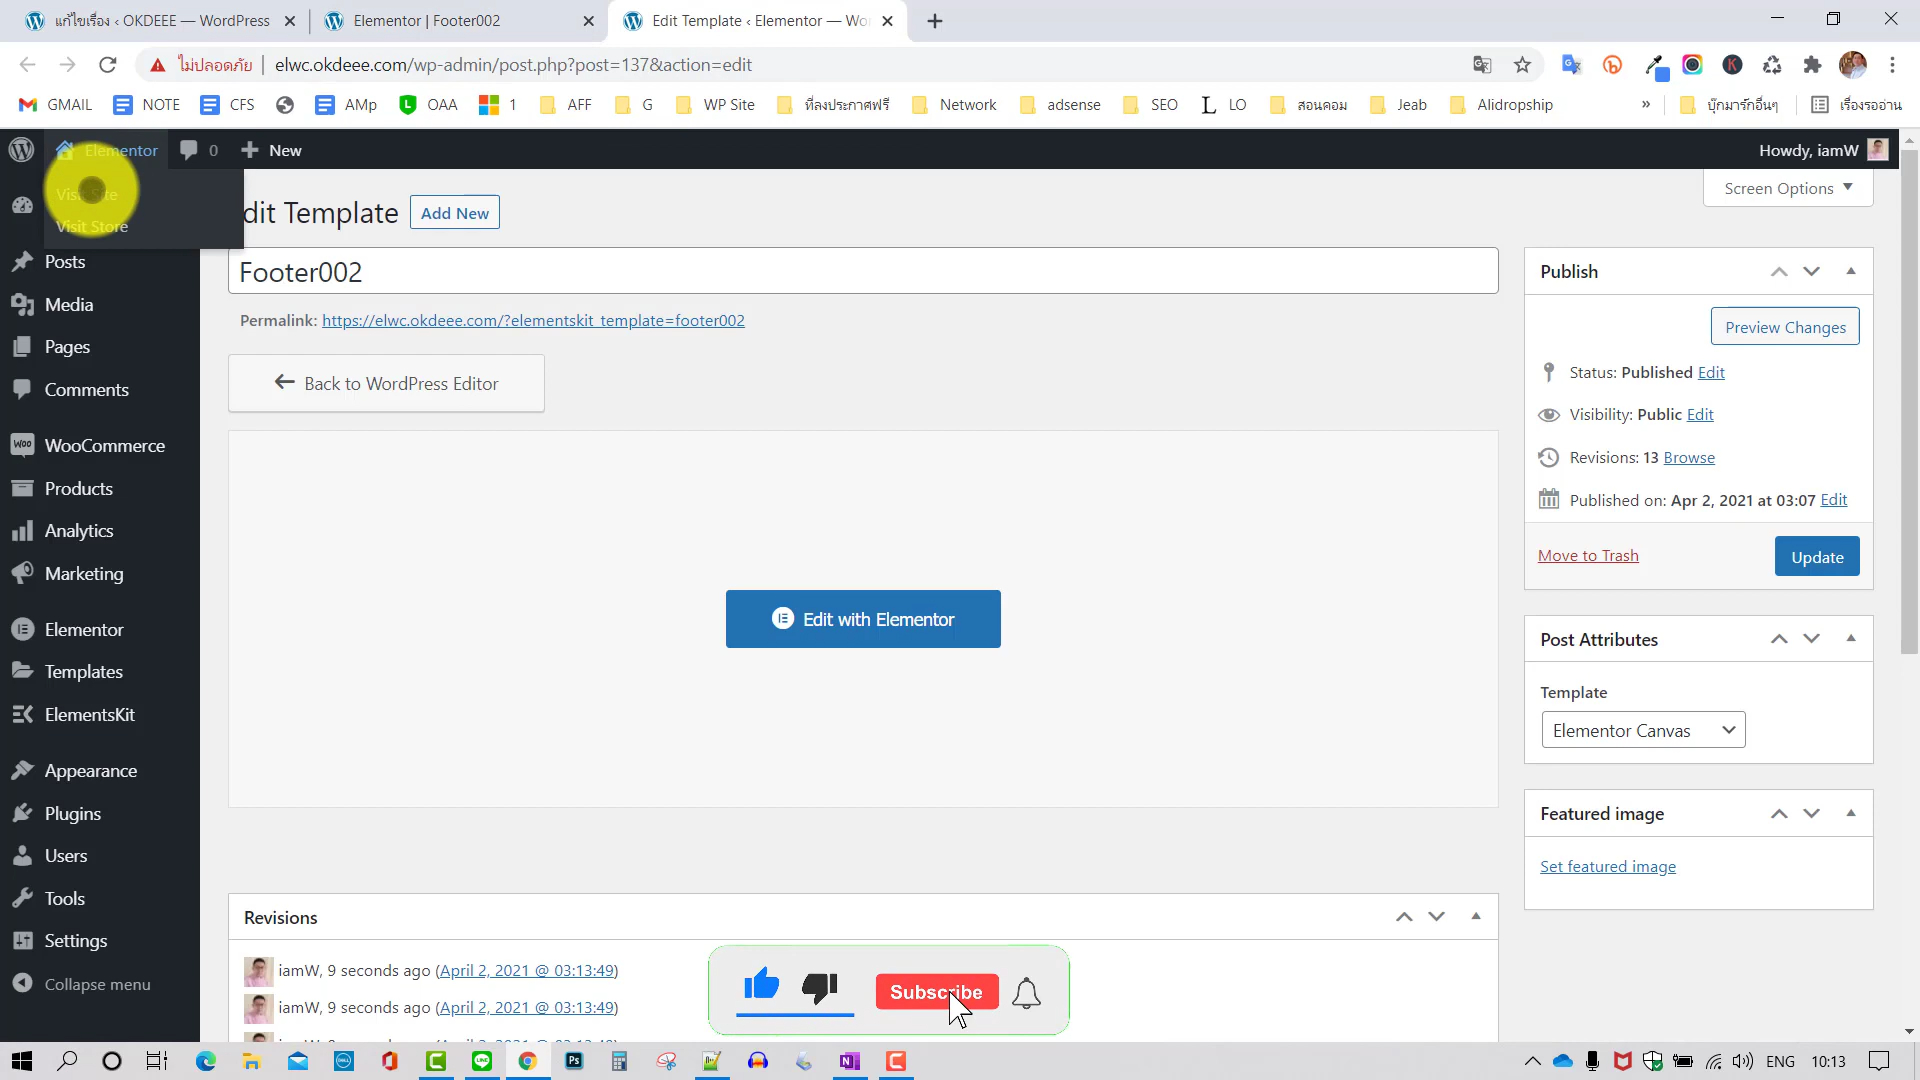 แก้ไขเรื่อง ‹ OKDEEE — WordPress
Elementor | Footer002
Edit Template ‹ Elementor — Wo
ไม่ปลอดภัย
elwc.okdeee.com/wp-admin/post.php?post=137&action=edit
GMAIL NOTE CFS AMp OAA 1 AFF G WP Site ที่ลงประกาศฟรี Network adsense SEO LO สอนคอม Jeab Alidropship » บุ๊กมาร์กอื่นๆ เรื่องรออ่าน
Elementor 0 New Howdy, iamW
Visit Site
Visit Store
Screen Options
dit Template Add New
Footer002
Permalink: https://elwc.okdeee.com/?elementskit_template=footer002
Back to WordPress Editor
Edit with Elementor
Posts
Media
Pages
Comments
WooCommerce
Products
Analytics
Marketing
Elementor
Templates
ElementsKit
Appearance
Plugins
Users
Tools
Settings
Collapse menu
Publish
Preview Changes
Status: Published Edit
Visibility: Public Edit
Revisions: 13 Browse
Published on: Apr 2, 2021 at 03:07 Edit
Move to Trash Update
Post Attributes
Template
Elementor Canvas
Featured image
Set featured image
Revisions
iamW, 9 seconds ago (April 2, 2021 @ 03:13:49)
iamW, 9 seconds ago (April 2, 2021 @ 03:13:49)
Subscribe
ENG 10:13